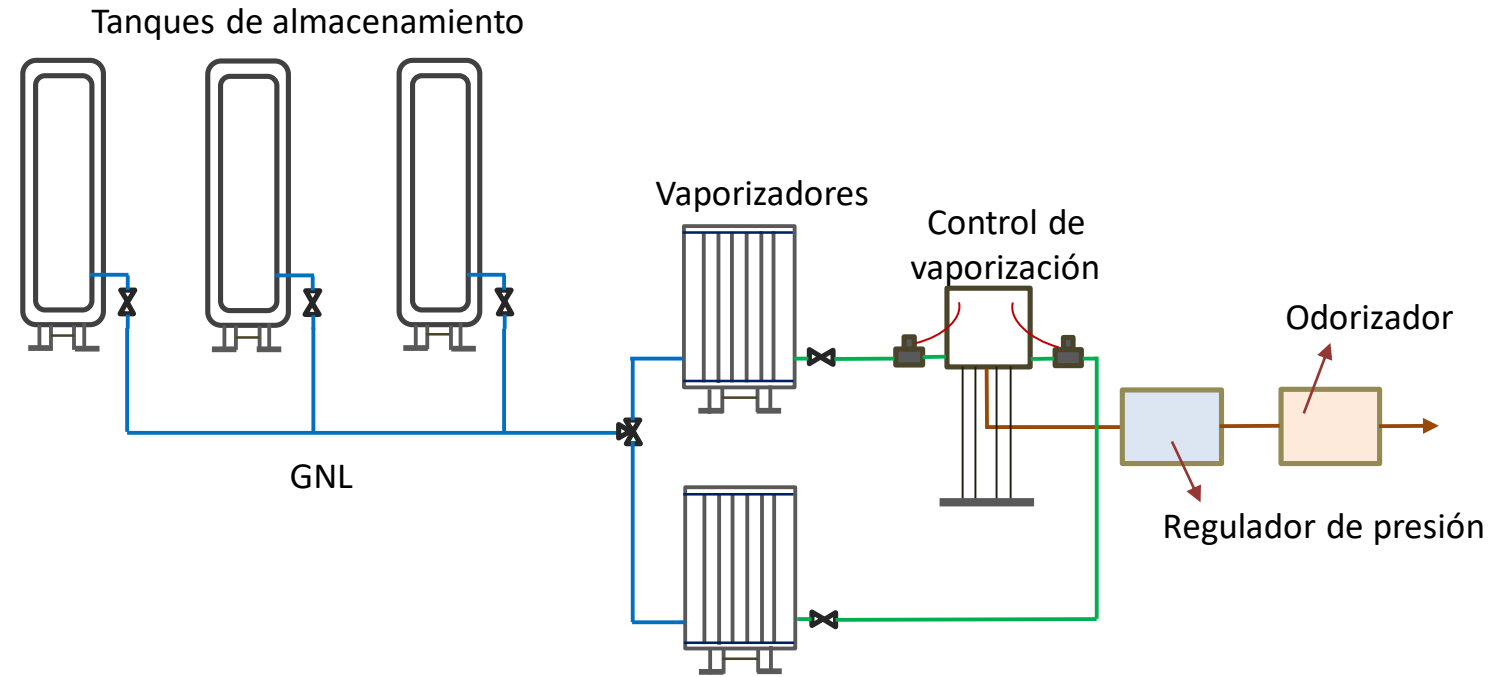 Tanques de almacenamiento
Vaporizadores
Control de
vaporización
Odorizador
GNL
Regulador de presión